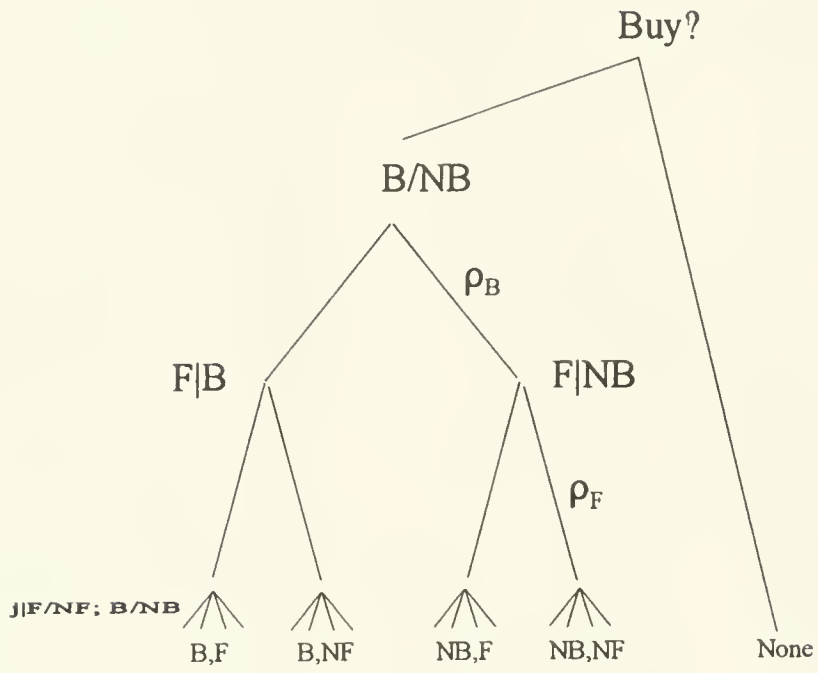 Buy?
B/NB
ρB
F|B
F|NB
ρF
j|F/NF; B/NB
B,F
B,NF
NB,F
NB,NF
None